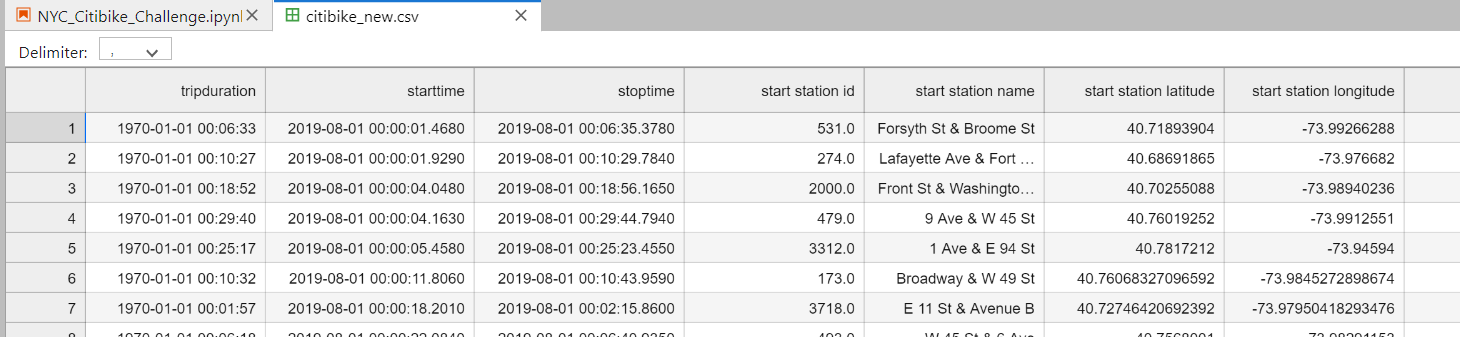 NYC_Citibike_Challenge.ipynl
citibike_new.csv
Delimiter: ,
tripduration starttime stoptime start station id start station name start station latitude start station longitude
1 1970-01-01 00:06:33 2019-08-01 00:00:01.4680 2019-08-01 00:06:35.3780 531.0 Forsyth St & Broome St 40.71893904 -73.99266288
2 1970-01-01 00:10:27 2019-08-01 00:00:01.9290 2019-08-01 00:10:29.7840 274.0 Lafayette Ave & Fort … 40.68691865 -73.976682
3 1970-01-01 00:18:52 2019-08-01 00:00:04.0480 2019-08-01 00:18:56.1650 2000.0 Front St & Washingto… 40.70255088 -73.98940236
4 1970-01-01 00:29:40 2019-08-01 00:00:04.1630 2019-08-01 00:29:44.7940 479.0 9 Ave & W 45 St 40.76019252 -73.9912551
5 1970-01-01 00:25:17 2019-08-01 00:00:05.4580 2019-08-01 00:25:23.4550 3312.0 1 Ave & E 94 St 40.7817212 -73.94594
6 1970-01-01 00:10:32 2019-08-01 00:00:11.8060 2019-08-01 00:10:43.9590 173.0 Broadway & W 49 St 40.76068327096592 -73.9845272898674
7 1970-01-01 00:01:57 2019-08-01 00:00:18.2010 2019-08-01 00:02:15.8600 3718.0 E 11 St & Avenue B 40.72746420692392 -73.97950418293476